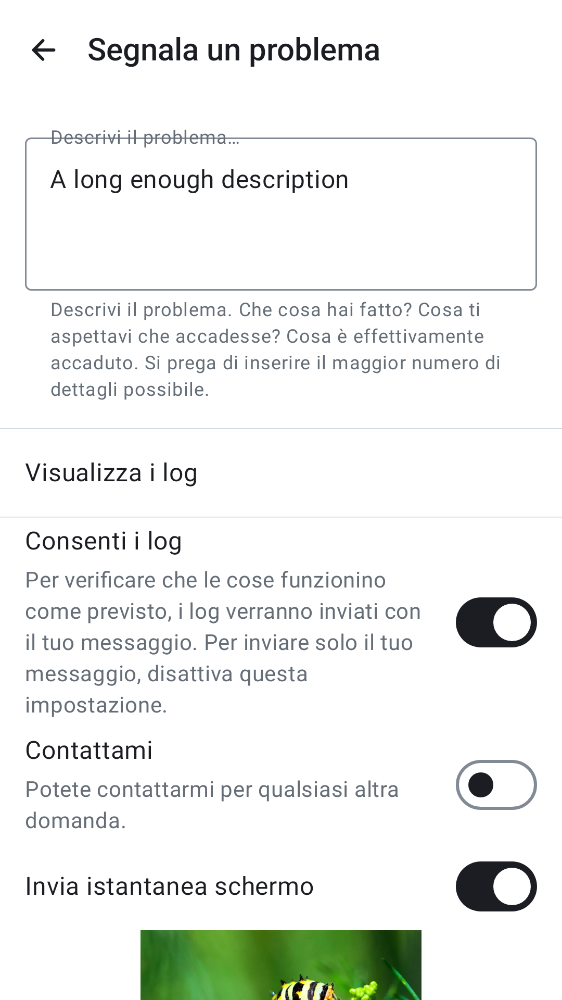 Segnala un problema
Descrivi il problema…
A long enough description
Descrivi il problema. Che cosa hai fatto? Cosa ti
aspettavi che accadesse? Cosa è effettivamente
accaduto. Si prega di inserire il maggior numero di
dettagli possibile.
Visualizza i log
Consenti i log
Per verificare che le cose funzionino
come previsto, i log verranno inviati con
il tuo messaggio. Per inviare solo il tuo
messaggio, disattiva questa
impostazione.
Contattami
Potete contattarmi per qualsiasi altra
domanda.
Invia istantanea schermo